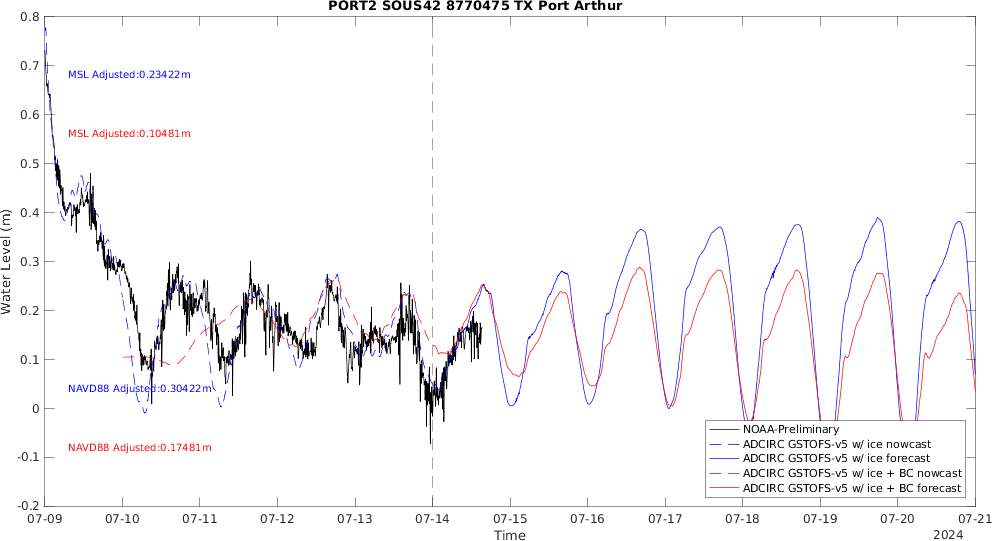 PORT2 SOUS42 8770475 TX Port Arthur
0.8
0.7
MSL Adjusted:0.23422m
0.6
MSL Adjusted:0.10481m
0.5
0.4
Water Level (m)
0.3
0.2
0.1
NAVD88 Adjusted:0.30422m
0
NAVD88 Adjusted:0.17481m
-0.1
-0.2
NOAA-Preliminary
ADCIRC GSTOFS-v5 w/ ice nowcast
ADCIRC GSTOFS-v5 w/ ice forecast
ADCIRC GSTOFS-v5 w/ ice + BC nowcast
ADCIRC GSTOFS-v5 w/ ice + BC forecast
07-09 07-10 07-11 07-12 07-13 07-14 07-15 07-16 07-17 07-18 07-19 07-20 07-21
Time
2024